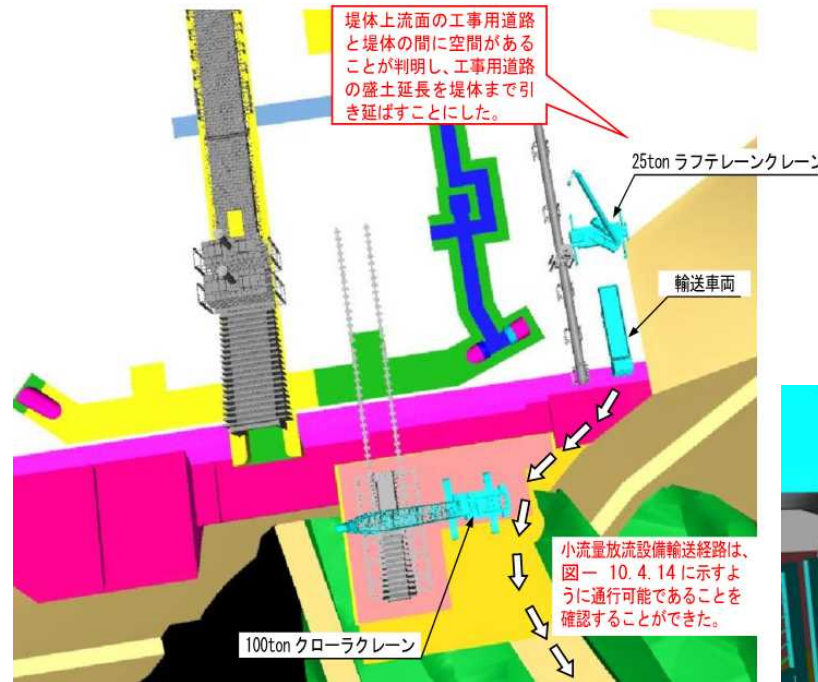 堤体上流面の工事用道路
と堤体の間に空間がある
ことが判明し、工事用道路
の盛土延長を堤体まで引
き延ばすことにした。
25ton ラフテレーンクレーン
輸送車両
小流量放流設備輸送経路は、
図－ 10.4.14 に示すよ
うに通行可能であることを
確認することができた。
100ton クローラクレーン